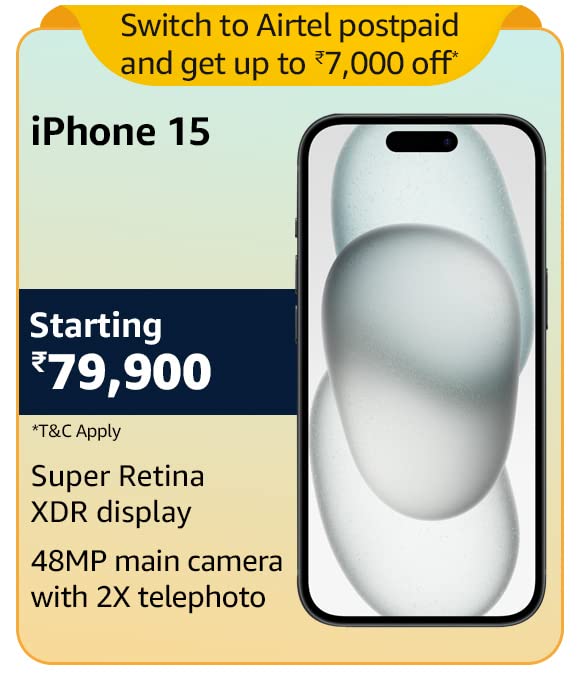 Switch to Airtel postpaid
and get up to ₹7,000 off*
iPhone 15
Starting
₹79,900
*T&C Apply
Super Retina
XDR display
48MP main camera
with 2X telephoto